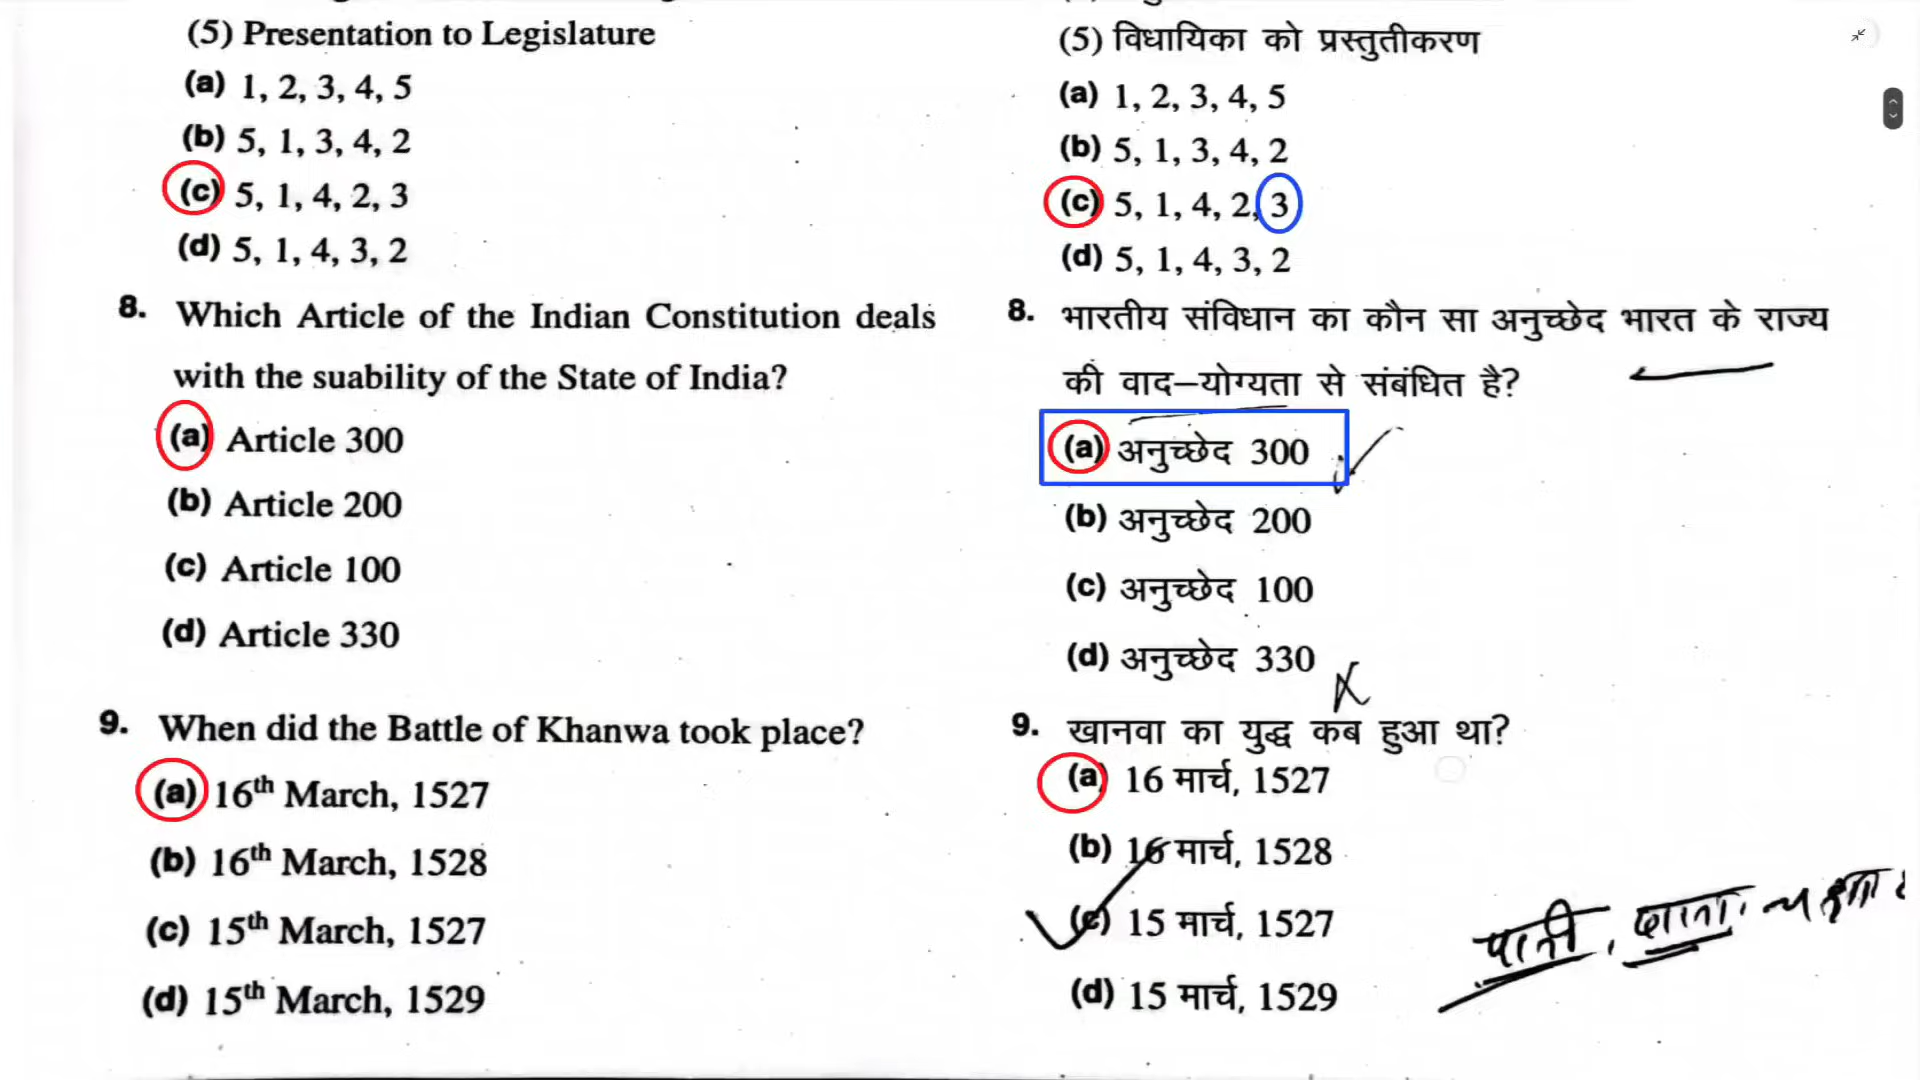 (5) Presentation to Legislature
(a) 1, 2, 3, 4, 5
(b) 5, 1, 3, 4, 2
(c) 5, 1, 4, 2, 3
(d) 5, 1, 4, 3, 2
8. Which Article of the Indian Constitution deals
with the suability of the State of India?
(a) Article 300
(b) Article 200
(c) Article 100
(d) Article 330
9. When did the Battle of Khanwa took place?
(a) 16th March, 1527
(b) 16th March, 1528
(c) 15th March, 1527
(d) 15th March, 1529
(5) विधायिका को प्रस्तुतीकरण
(a) 1, 2, 3, 4, 5
(b) 5, 1, 3, 4, 2
(c) 5, 1, 4, 2, 3
(d) 5, 1, 4, 3, 2
8. भारतीय संविधान का कौन सा अनुच्छेद भारत के राज्य
की वाद–योग्यता से संबंधित है?
(a) अनुच्छेद 300
(b) अनुच्छेद 200
(c) अनुच्छेद 100
(d) अनुच्छेद 330
9. खानवा का युद्ध कब हुआ था?
(a) 16 मार्च, 1527
(b) 16 मार्च, 1528
(c) 15 मार्च, 1527
(d) 15 मार्च, 1529